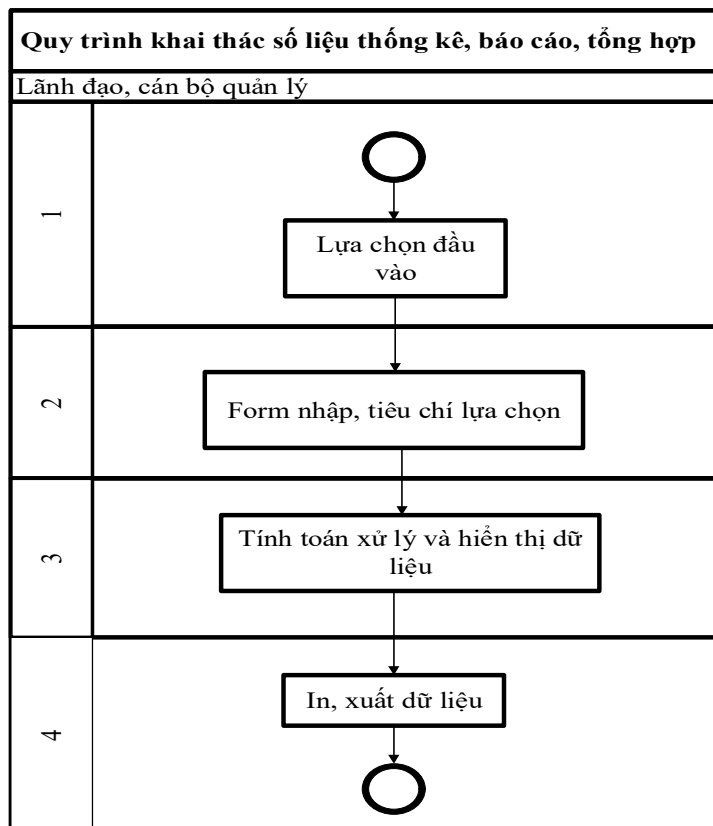 Quy trình khai thác số liệu thống kê, báo cáo, tổng hợp
Lãnh đạo, cán bộ quản lý
1
Lựa chọn đầu
vào
2
Form nhập, tiêu chí lựa chọn
3
Tính toán xử lý và hiển thị dữ
liệu
4
In, xuất dữ liệu